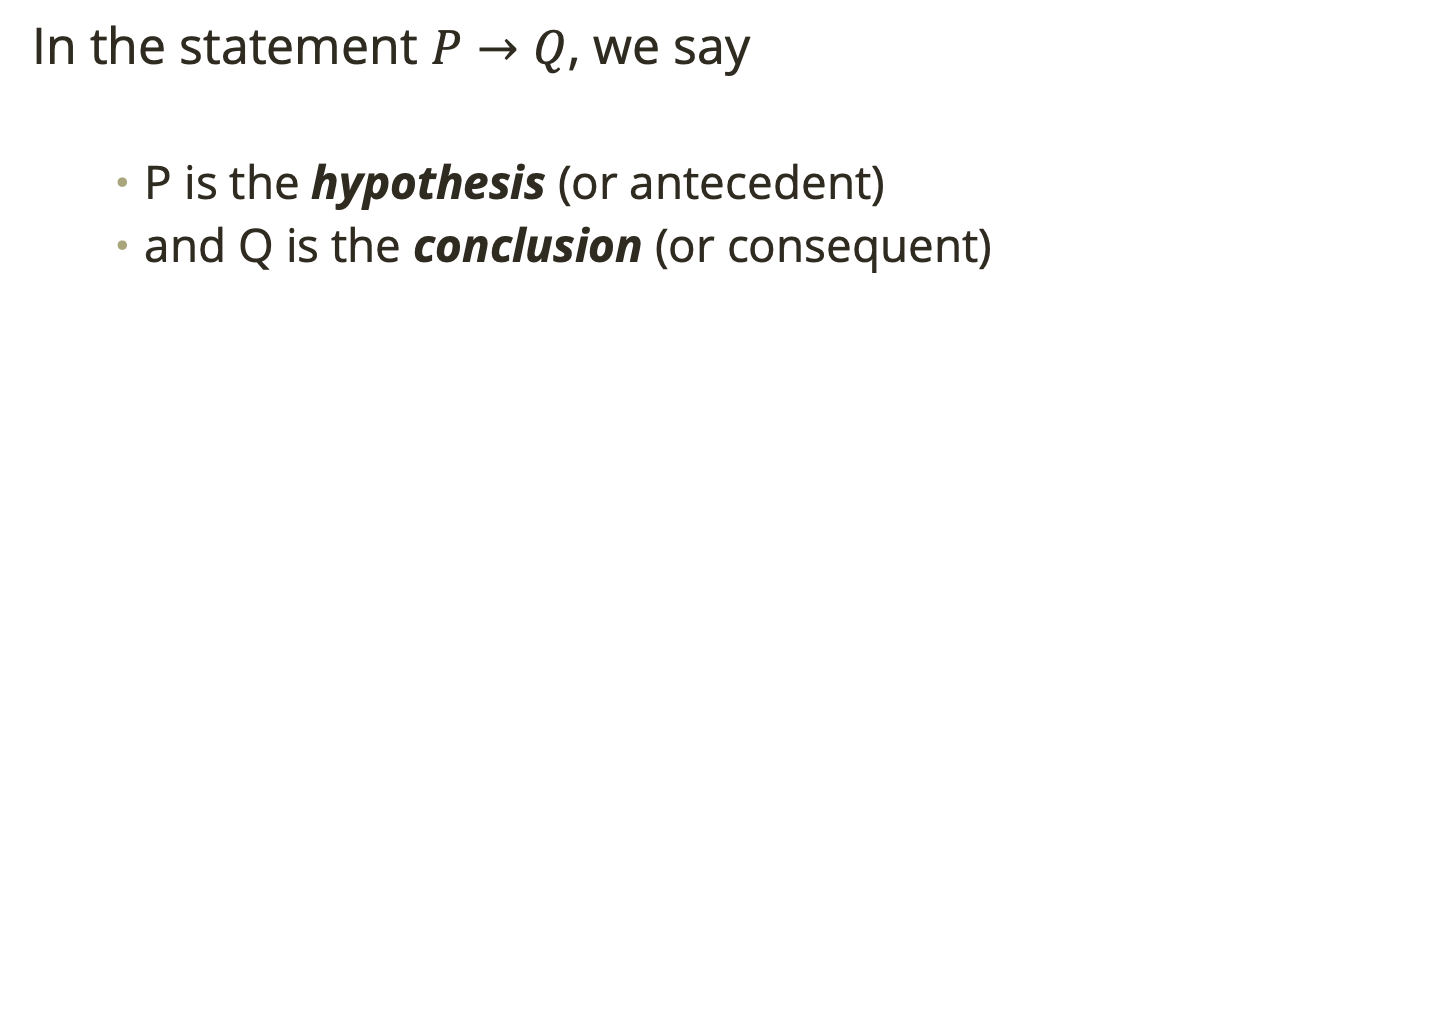 In the statement 𝑃 → 𝑄, we say
• P is the hypothesis (or antecedent)
• and Q is the conclusion (or consequent)